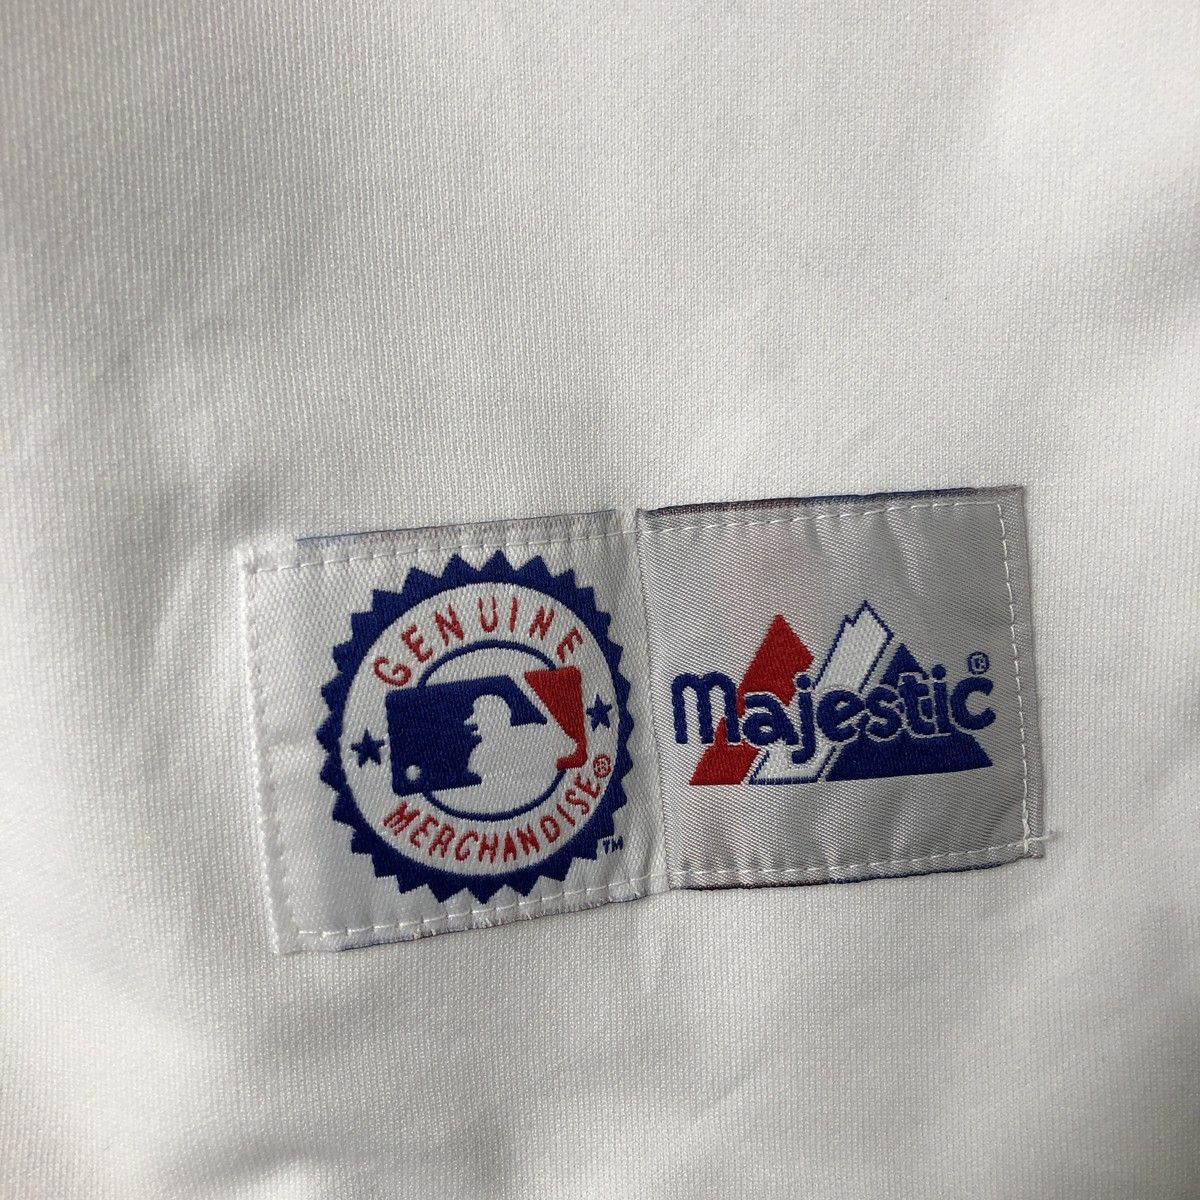 GENUINE
MERCHANDISE®
™
Majestic®